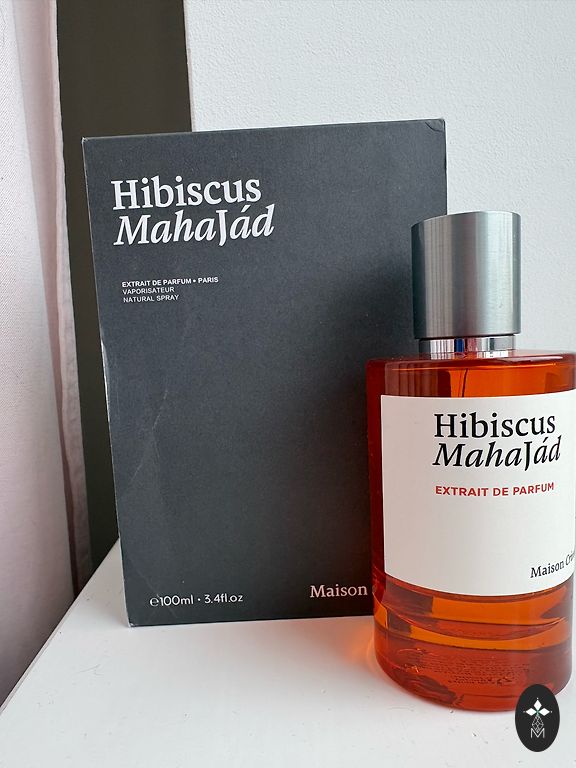 Hibiscus
MahaJád
EXTRAIT DE PARFUM • PARIS
VAPORISATEUR
NATURAL SPRAY
℮100ml · 3.4fl.oz
Maison
Hibiscus
MahaJád
EXTRAIT DE PARFUM
Maison